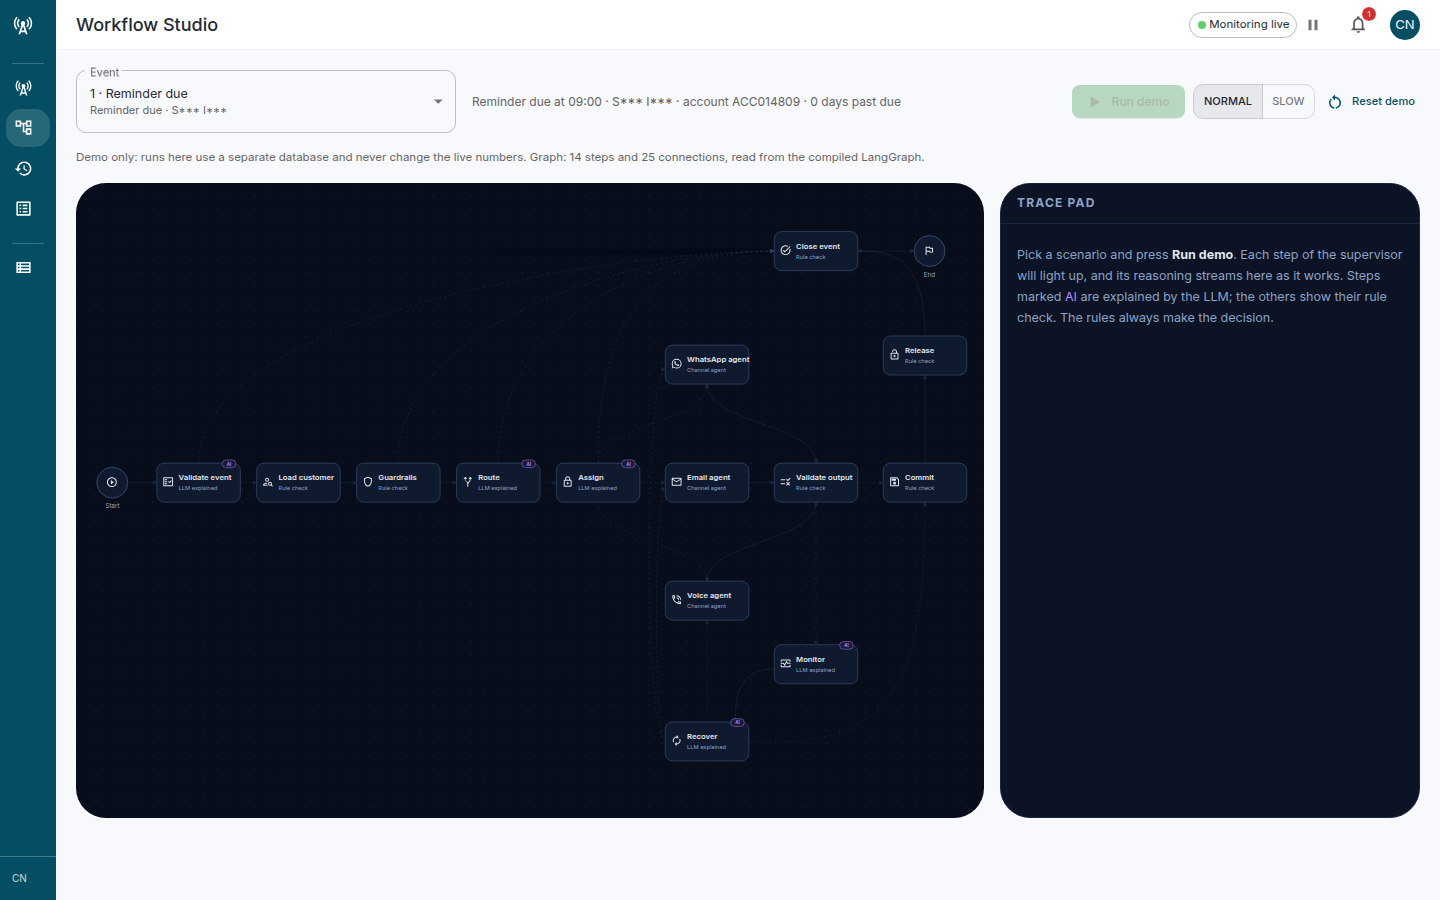 Workflow Studio
Monitoring live
1
CN
Event
1 · Reminder due
Reminder due · S*** I***
Reminder due at 09:00 · S*** I*** · account ACC014809 · 0 days past due
Run demo
NORMAL
SLOW
Reset demo
Demo only: runs here use a separate database and never change the live numbers. Graph: 14 steps and 25 connections, read from the compiled LangGraph.
Close event
Rule check
End
WhatsApp agent
Channel agent
Release
Rule check
Start
AI
Validate event
LLM explained
Load customer
Rule check
Guardrails
Rule check
AI
Route
LLM explained
AI
Assign
LLM explained
Email agent
Channel agent
Validate output
Rule check
Commit
Rule check
Voice agent
Channel agent
AI
Monitor
LLM explained
AI
Recover
LLM explained
TRACE PAD
Pick a scenario and press Run demo. Each step of the supervisor
will light up, and its reasoning streams here as it works. Steps
marked AI are explained by the LLM; the others show their rule
check. The rules always make the decision.
CN